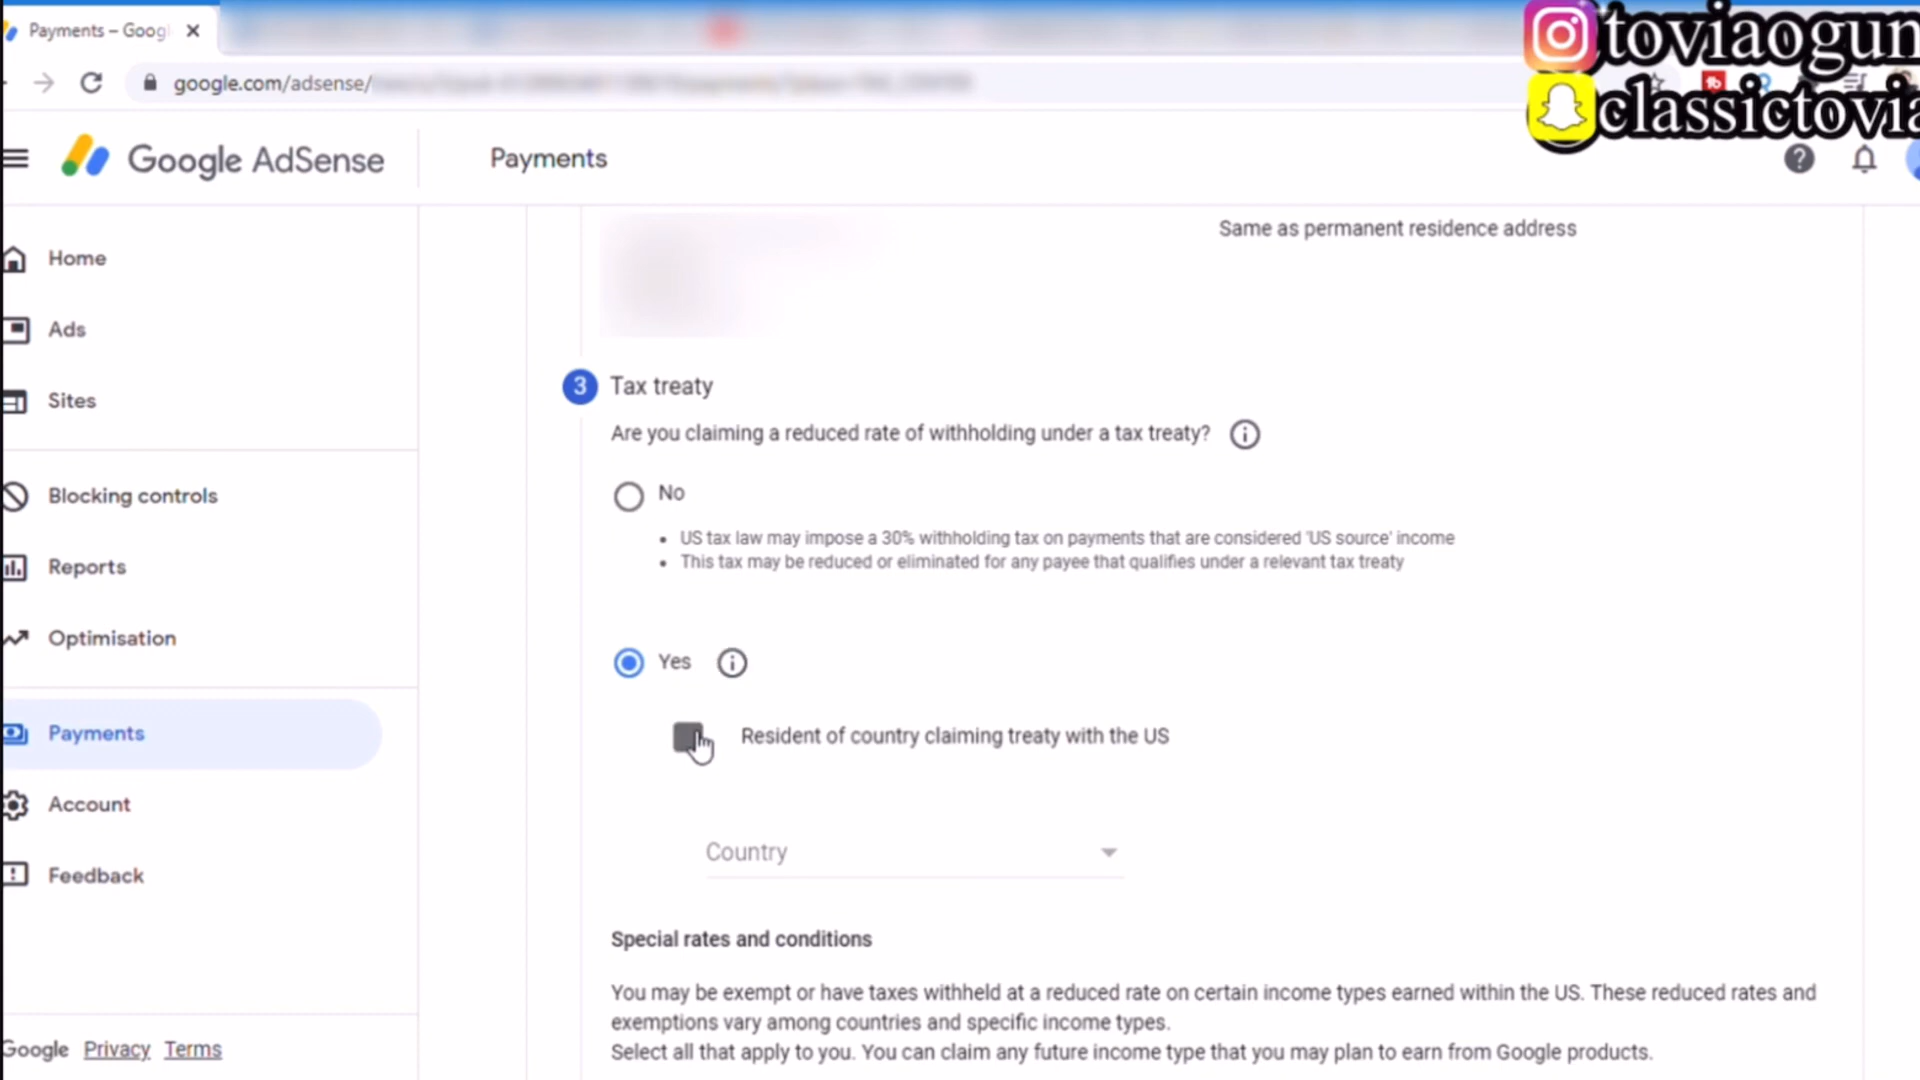 Payments – Goog
toviaogun
google.com/adsense/
classictovia
Google AdSense
Payments
Same as permanent residence address
Home
Ads
Sites
Blocking controls
Reports
Optimisation
Payments
Account
Feedback
Google Privacy Terms
3 Tax treaty
Are you claiming a reduced rate of withholding under a tax treaty?
No
• US tax law may impose a 30% withholding tax on payments that are considered 'US source' income
• This tax may be reduced or eliminated for any payee that qualifies under a relevant tax treaty
Yes
Resident of country claiming treaty with the US
Country
Special rates and conditions
You may be exempt or have taxes withheld at a reduced rate on certain income types earned within the US. These reduced rates and
exemptions vary among countries and specific income types.
Select all that apply to you. You can claim any future income type that you may plan to earn from Google products.